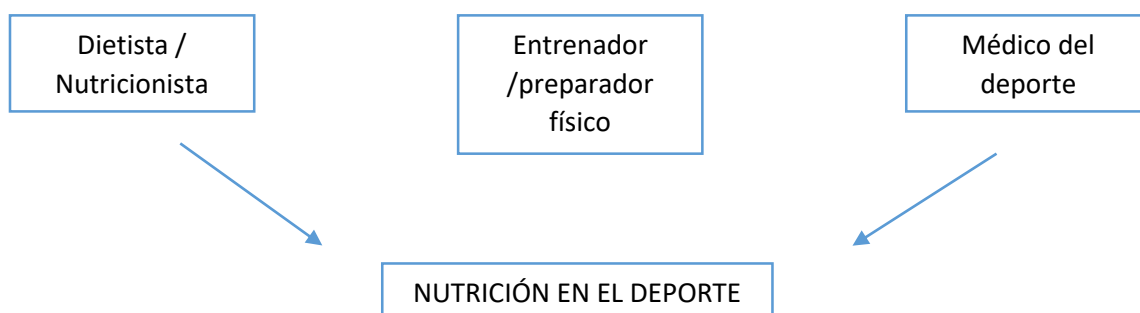 Dietista /
Nutricionista
Entrenador
/preparador
físico
Médico del
deporte
NUTRICIÓN EN EL DEPORTE